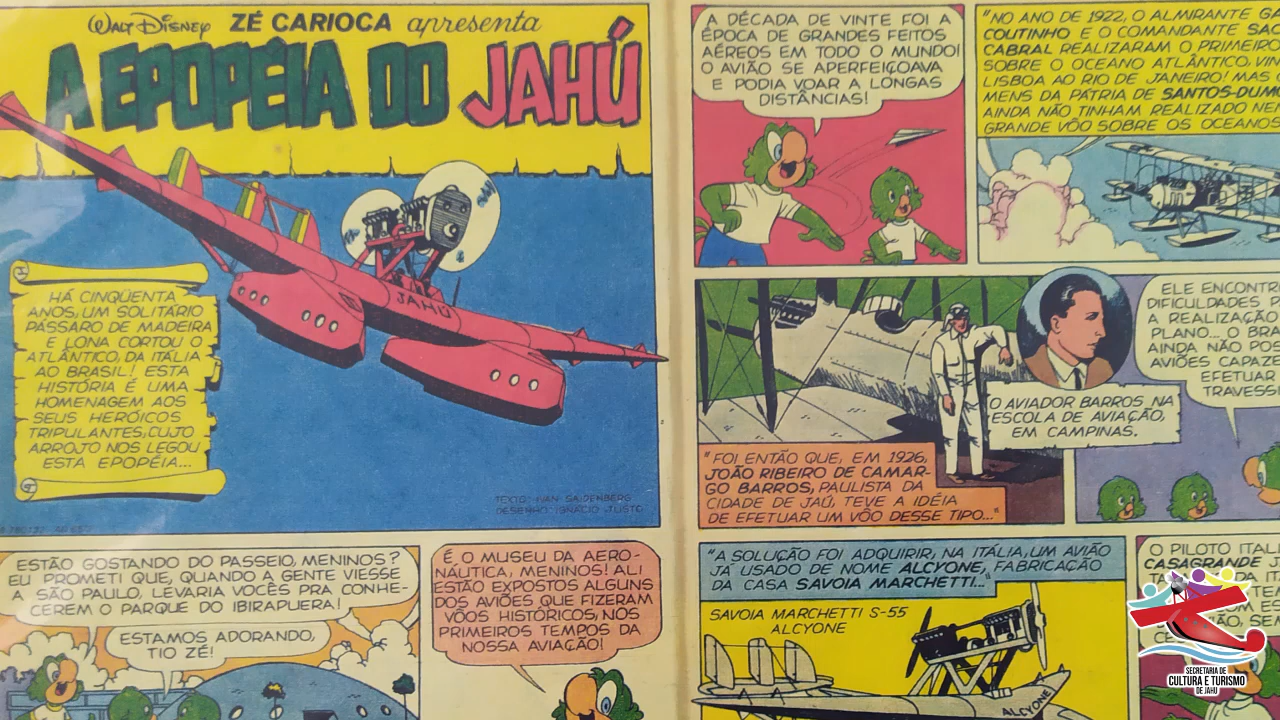 WALT DISNEY ZÉ CARIOCA apresenta
A EPOPÉIA DO JAHÚ
JAHÚ
HÁ CINQÜENTA
ANOS, UM SOLITÁRIO
PÁSSARO DE MADEIRA
E LONA CORTOU O
ATLÂNTICO, DA ITÁLIA
AO BRASIL! ESTA
HISTÓRIA É UMA
HOMENAGEM AOS
SEUS HERÓICOS
TRIPULANTES, CUJO
ARROJO NOS LEGOU
ESTA EPOPÉIA...
TEXTO: IVAN SAIDENBERG
DESENHO: IGNÁCIO JUSTO
ESTÃO GOSTANDO DO PASSEIO, MENINOS?
EU PROMETI QUE, QUANDO A GENTE VIESSE
A SÃO PAULO, LEVARIA VOCÊS PRA CONHE-
CEREM O PARQUE DO IBIRAPUERA!
ESTAMOS ADORANDO,
TIO ZÉ!
É O MUSEU DA AERO-
NÁUTICA, MENINOS! ALI
ESTÃO EXPOSTOS ALGUNS
DOS AVIÕES QUE FIZERAM
VÔOS HISTÓRICOS, NOS
PRIMEIROS TEMPOS DA
NOSSA AVIAÇÃO!
A DÉCADA DE VINTE FOI A
ÉPOCA DE GRANDES FEITOS
AÉREOS EM TODO O MUNDO!
O AVIÃO SE APERFEIÇOAVA
E PODIA VOAR A LONGAS
DISTÂNCIAS!
"NO ANO DE 1922, O ALMIRANTE GA
COUTINHO E O COMANDANTE SAC
CABRAL REALIZARAM O PRIMEIRO
SOBRE O OCEANO ATLÂNTICO, VIN
LISBOA AO RIO DE JANEIRO! MAS
MENS DA PÁTRIA DE SANTOS-DUMO
AINDA NÃO TINHAM REALIZADO NE
GRANDE VÔO SOBRE OS OCEANOS
O AVIADOR BARROS, NA
ESCOLA DE AVIAÇÃO,
EM CAMPINAS.
"FOI ENTÃO QUE, EM 1926,
JOÃO RIBEIRO DE CAMAR-
GO BARROS, PAULISTA DA
CIDADE DE JAÚ, TEVE A IDÉIA
DE EFETUAR UM VÔO DESSE TIPO..."
ELE ENCONTR
DIFICULDADES P
A REALIZAÇÃO
PLANO... O BRA
AINDA NÃO POS
AVIÕES CAPAZE
EFETUAR
TRAVESS
"A SOLUÇÃO FOI ADQUIRIR, NA ITÁLIA, UM AVIÃO
JÁ USADO DE NOME ALCYONE, FABRICAÇÃO
DA CASA SAVOIA MARCHETTI..."
SAVOIA MARCHETTI S-55
ALCYONE
ALCYONE
O PILOTO ITAL
CASAGRANDE J
SECRETARIA DE
CULTURA E TURISMO
DE JAHU